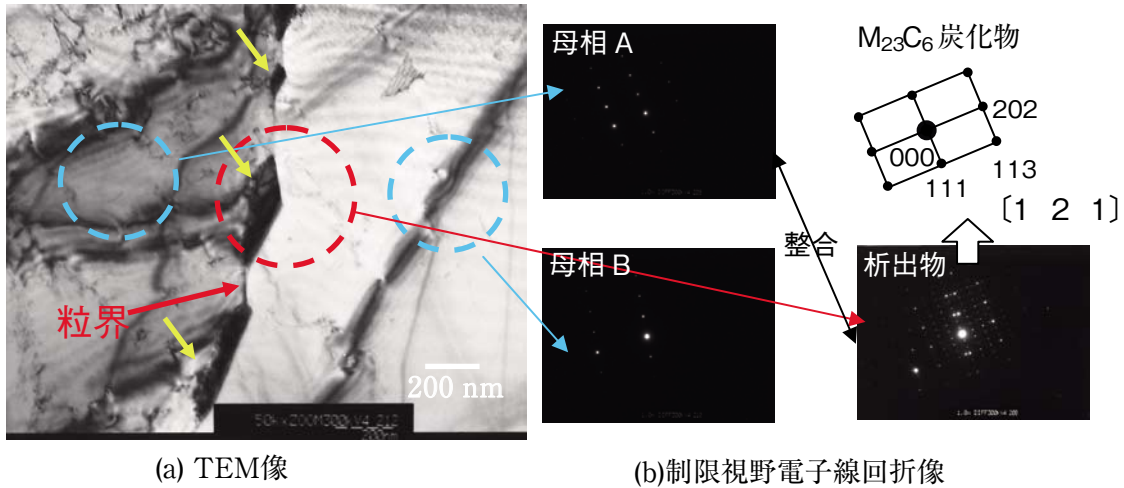 粒界
200 nm
(a) TEM像
母相 A
母相 B
整合
析出物
M23C6 炭化物
000
202
113
111
〔1 2 1〕
(b)制限視野電子線回折像